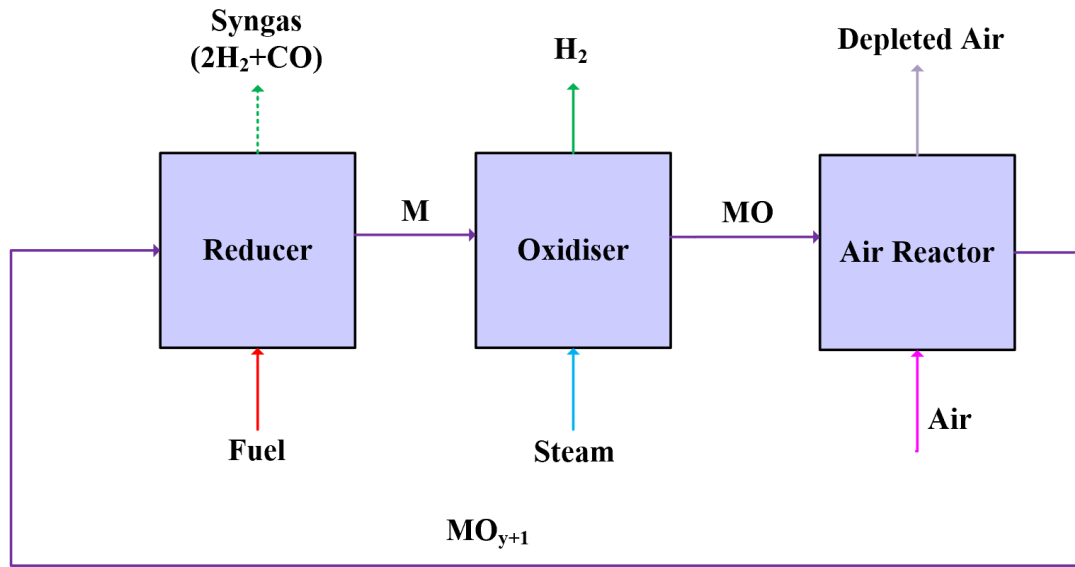 Syngas
(2H₂+CO)
H₂
Depleted Air
Reducer
M
Oxidiser
MO
Air Reactor
Fuel
Steam
Air
MOy+1